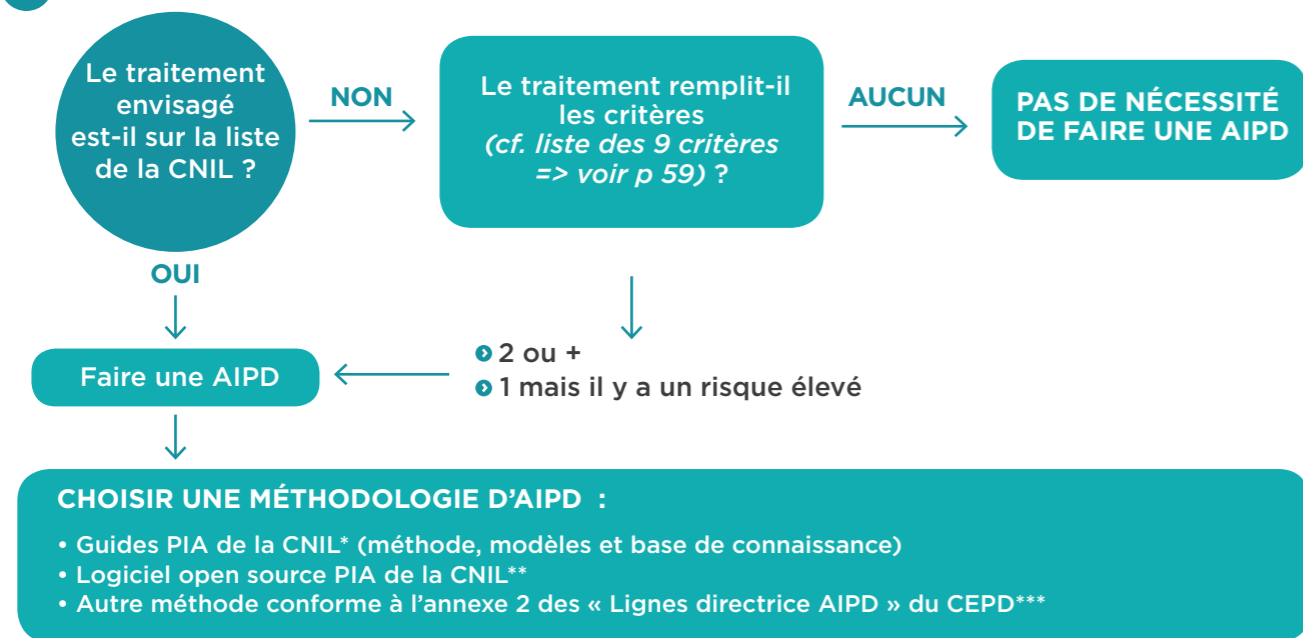 Le traitement
envisagé
est-il sur la liste
de la CNIL ?
NON
Le traitement remplit-il
les critères
(cf. liste des 9 critères
=> voir p 59) ?
AUCUN
PAS DE NÉCESSITÉ
DE FAIRE UNE AIPD
OUI
Faire une AIPD
2 ou +
1 mais il y a un risque élevé
CHOISIR UNE MÉTHODOLOGIE D’AIPD :
• Guides PIA de la CNIL* (méthode, modèles et base de connaissance)
• Logiciel open source PIA de la CNIL**
• Autre méthode conforme à l’annexe 2 des « Lignes directrice AIPD » du CEPD***